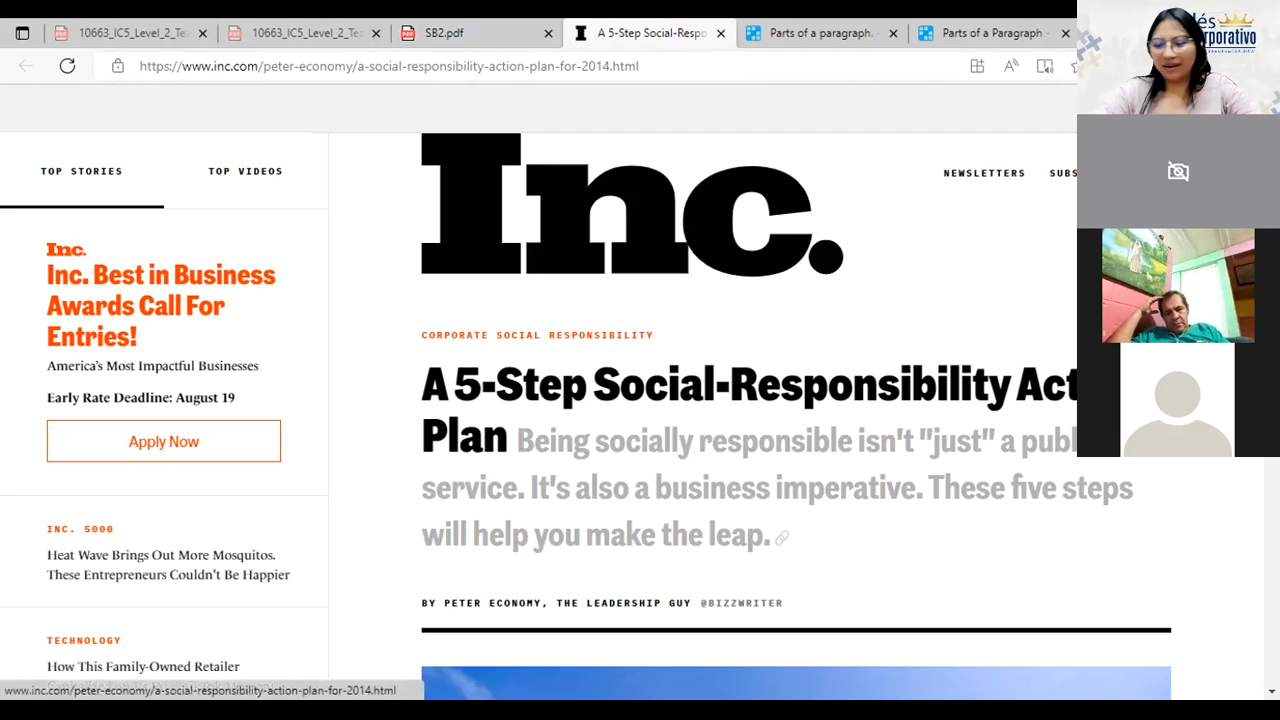 10663_IC5_Level_2_Tea
10663_IC5_Level_2_Tea
SB2.pdf
A 5-Step Social-Respo
Parts of a paragraph. -
Parts of a Paragraph -
https://www.inc.com/peter-economy/a-social-responsibility-action-plan-for-2014.html
rporativo
TOP STORIES
TOP VIDEOS
Inc.
NEWSLETTERS
SUBS
Inc.
Inc. Best in Business
Awards Call For
Entries!
America's Most Impactful Businesses
Early Rate Deadline: August 19
Apply Now
INC. 5000
Heat Wave Brings Out More Mosquitos.
These Entrepreneurs Couldn't Be Happier
TECHNOLOGY
How This Family-Owned Retailer
CORPORATE SOCIAL RESPONSIBILITY
A 5-Step Social-Responsibility Act
Plan Being socially responsible isn't "just" a publ
service. It's also a business imperative. These five steps
will help you make the leap.
BY PETER ECONOMY, THE LEADERSHIP GUY @BIZZWRITER
www.inc.com/peter-economy/a-social-responsibility-action-plan-for-2014.html